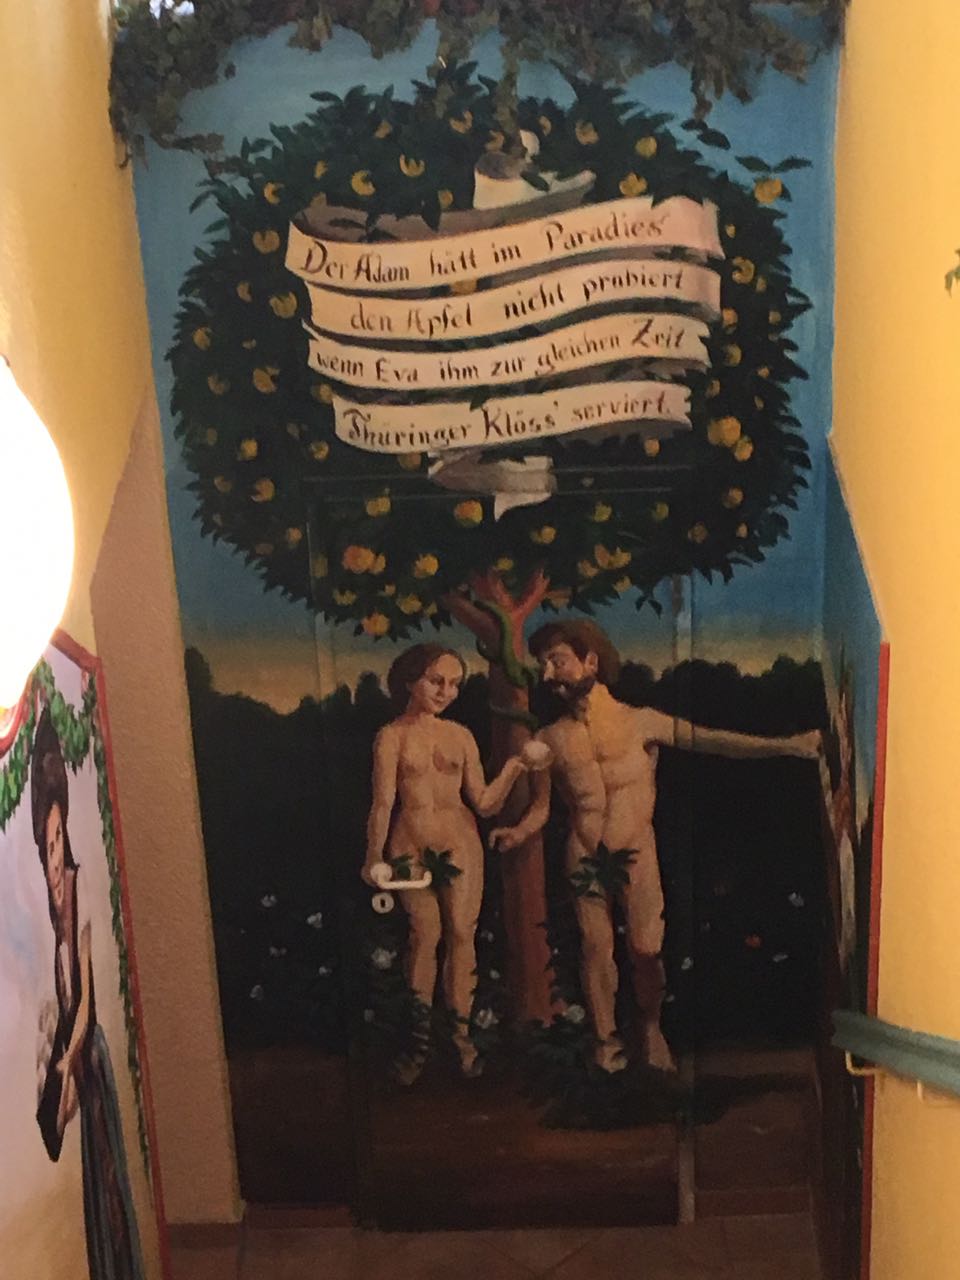 Der Adam hätt im Paradies'
den Apfel nicht probiert
wenn Eva ihm zur gleichen Zeit
Thüringer Klöss' serviert.